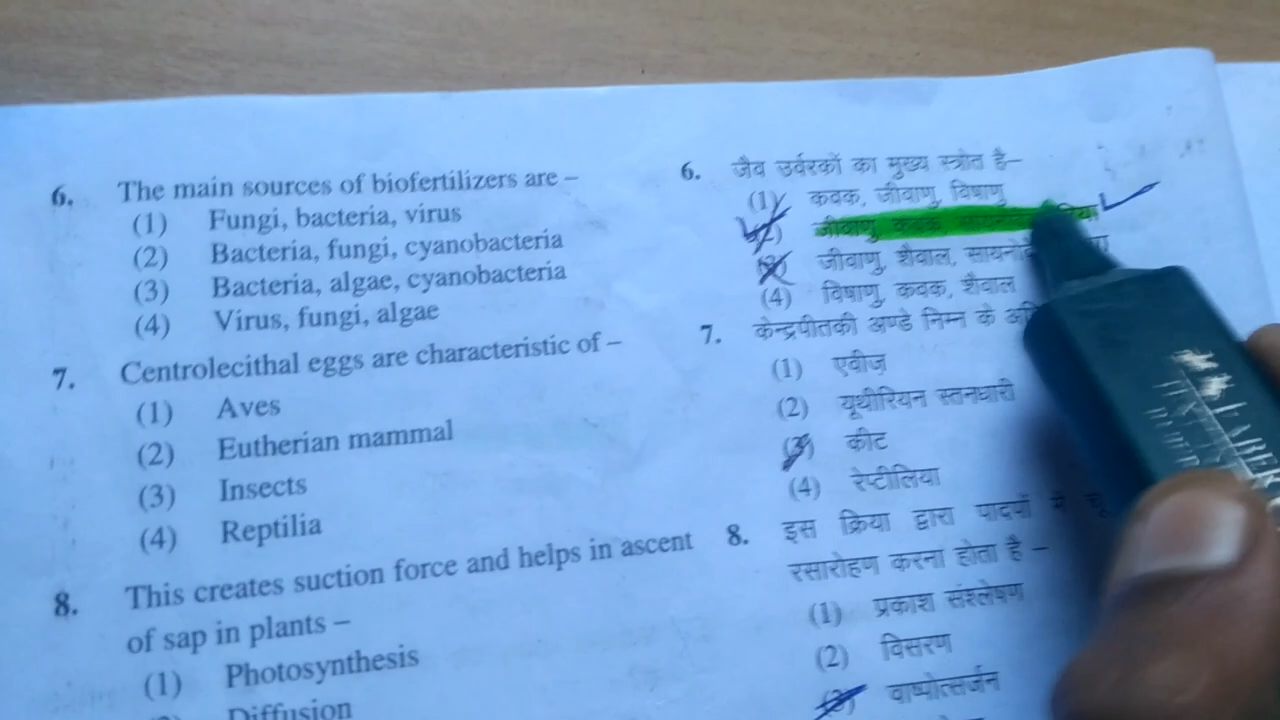 6. The main sources of biofertilizers are –
(1) Fungi, bacteria, virus
(2) Bacteria, fungi, cyanobacteria
(3) Bacteria, algae, cyanobacteria
(4) Virus, fungi, algae
7. Centrolecithal eggs are characteristic of –
(1) Aves
(2) Eutherian mammal
(3) Insects
(4) Reptilia
8. This creates suction force and helps in ascent
of sap in plants –
(1) Photosynthesis
Diffusion
6. जैव उर्वरकों का मुख्य स्त्रोत है–
(1) कवक, जीवाणु, विषाणु
(2) जीवाणु, कवक,
(3) जीवाणु, शैवाल,
(4) विषाणु, कवक, शैवाल
7. केन्द्रपीतकी अण्डे निम्न के
(1) एवीज़
(2) यूथीरियन स्तनधारी
(3) कीट
(4) रेप्टीलिया
8. इस क्रिया द्वारा पादपों में
रसारोहण करना होता है –
(1) प्रकाश संश्लेषण
(2) विसरण
(3) वाष्पोत्सर्जन